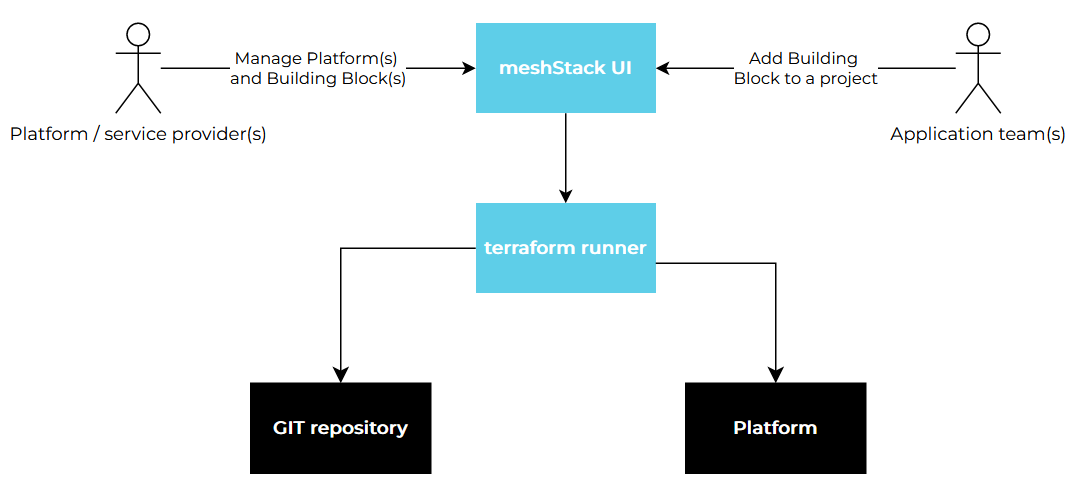 Manage Platform(s)
and Building Block(s)
meshStack UI
Add Building
Block to a project
Platform / service provider(s)
Application team(s)
terraform runner
GIT repository
Platform